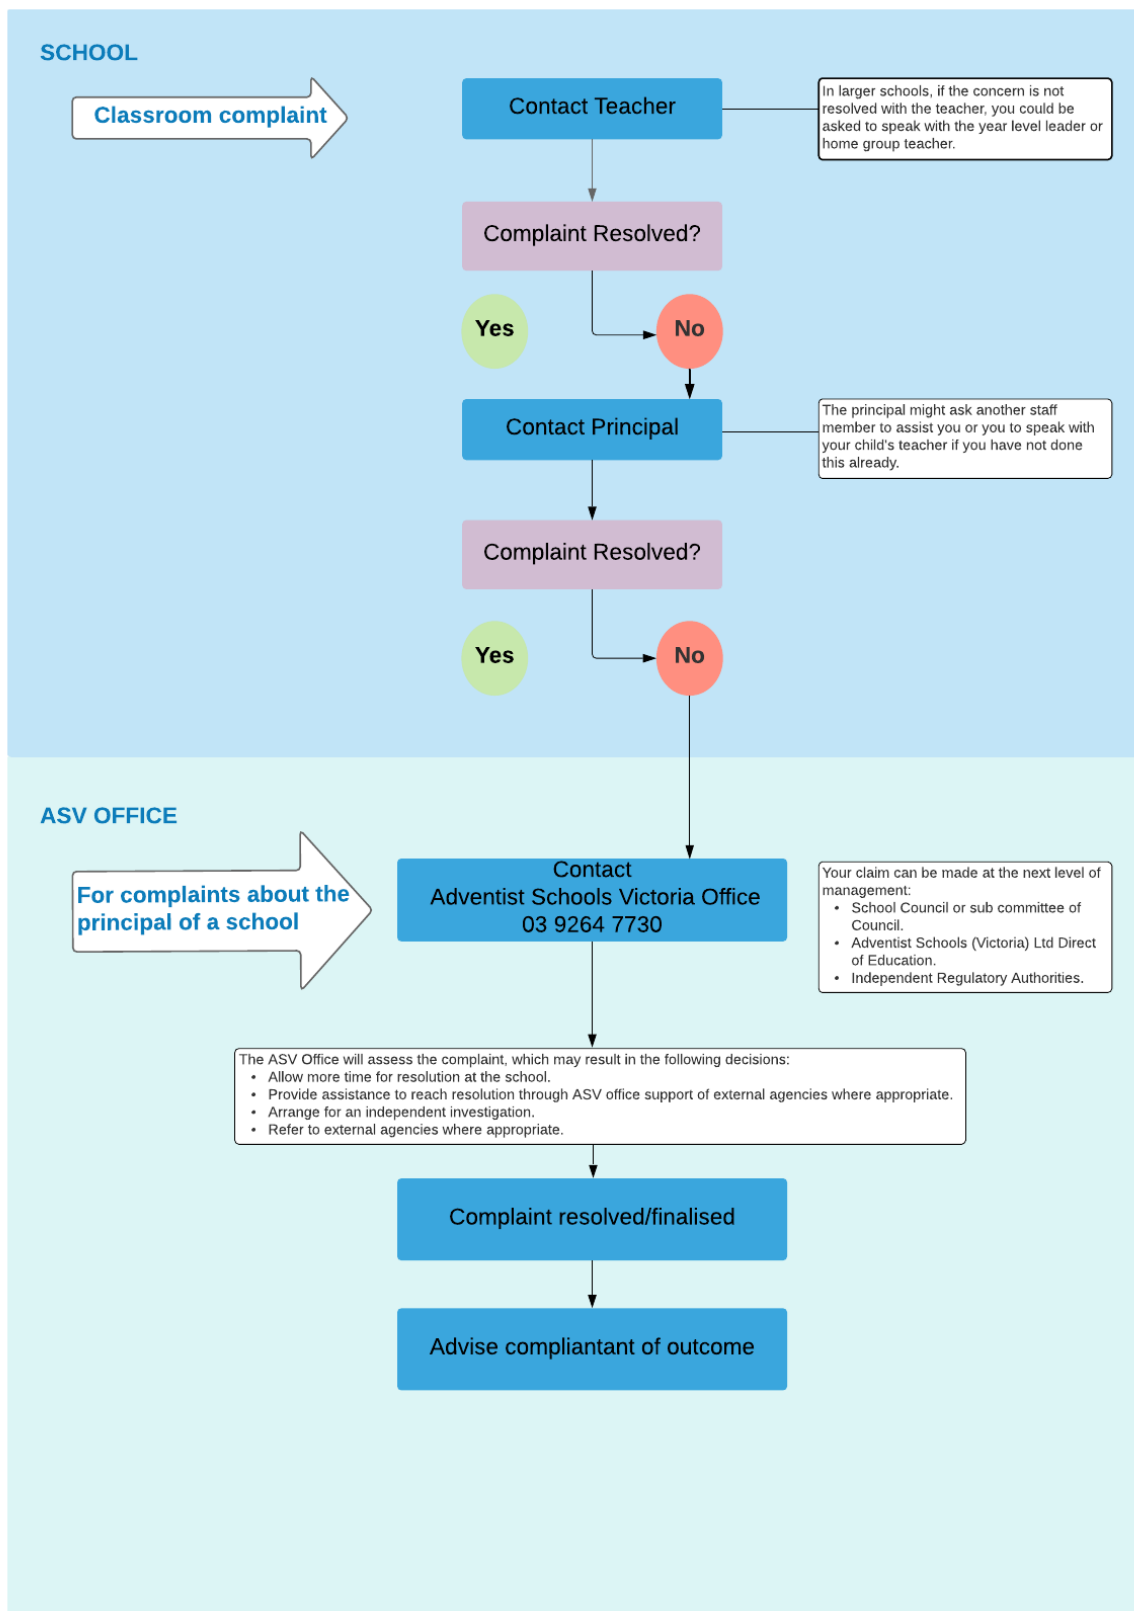 SCHOOL
Classroom complaint
Contact Teacher
In larger schools, if the concern is not
resolved with the teacher, you could be
asked to speak with the year level leader or
home group teacher.
Complaint Resolved?
Yes
No
Contact Principal
The principal might ask another staff
member to assist you or you to speak with
your child's teacher if you have not done
this already.
Complaint Resolved?
Yes
No
ASV OFFICE
For complaints about the
principal of a school
Contact
Adventist Schools Victoria Office
03 9264 7730
Your claim can be made at the next level of
management:
• School Council or sub committee of
Council.
• Adventist Schools (Victoria) Ltd Direct
of Education.
• Independent Regulatory Authorities.
The ASV Office will assess the complaint, which may result in the following decisions:
• Allow more time for resolution at the school.
• Provide assistance to reach resolution through ASV office support of external agencies where appropriate.
• Arrange for an independent investigation.
• Refer to external agencies where appropriate.
Complaint resolved/finalised
Advise compliantant of outcome